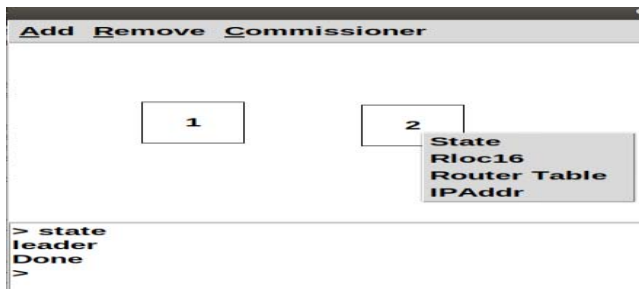 Add Remove Commissioner
1
2
State
Rloc16
Router Table
IPAddr
> state
leader
Done
>